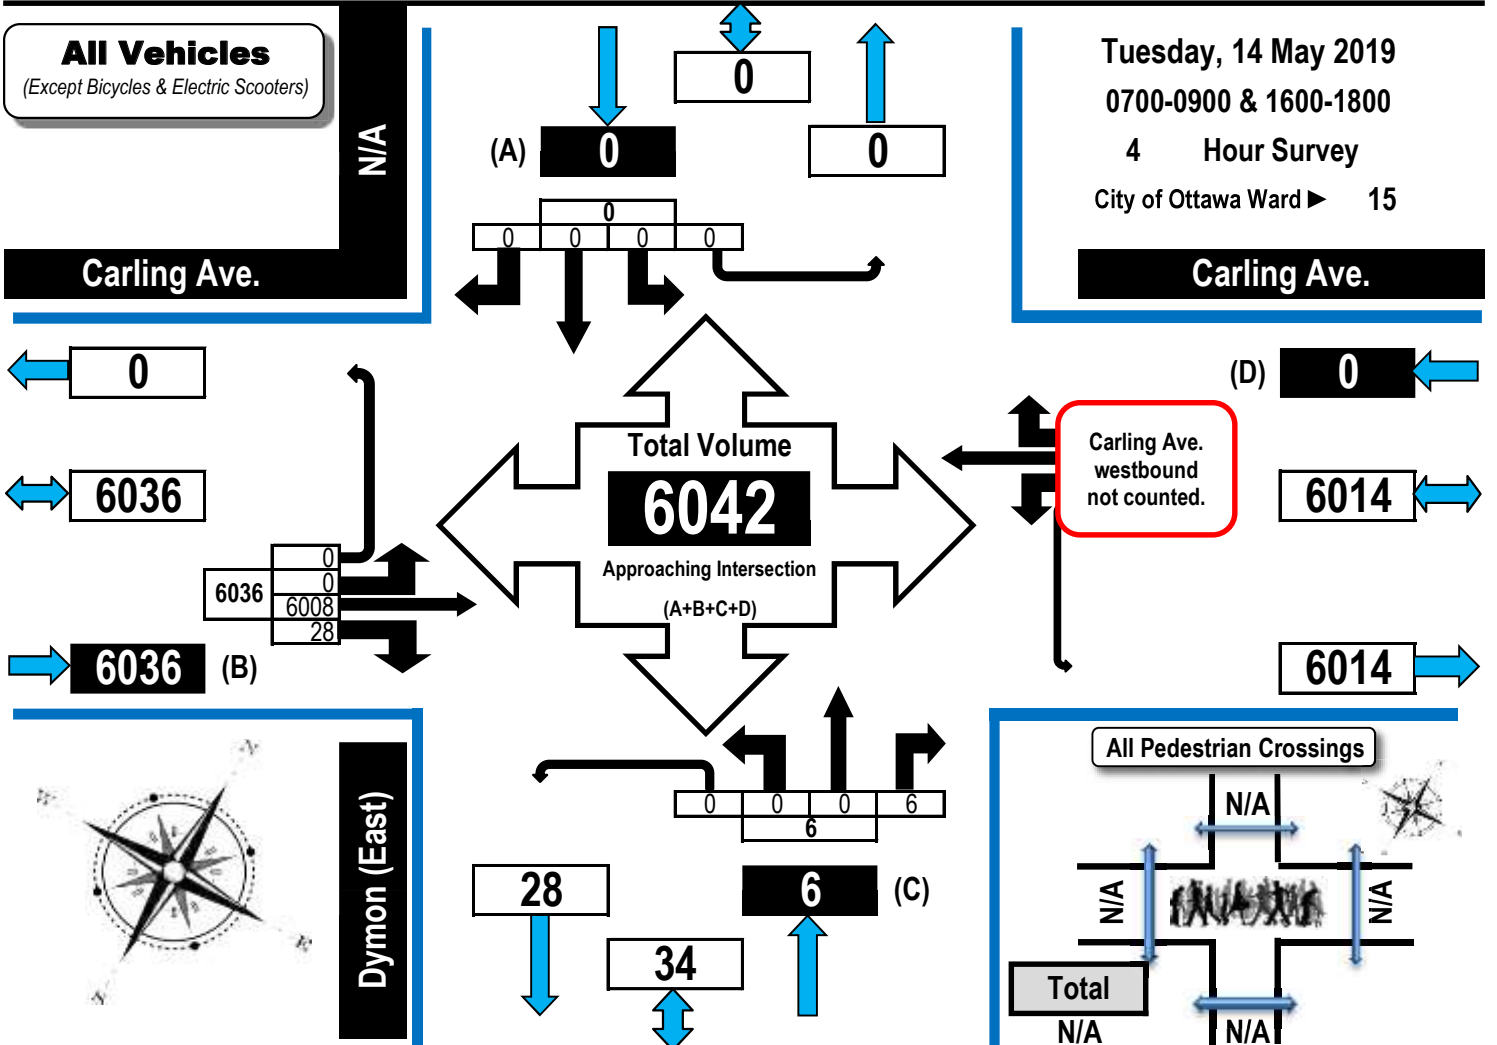 All Vehicles
(Except Bicycles & Electric Scooters)
N/A
Carling Ave.
(A)
0
0
0
0
0 0 0 0
Tuesday, 14 May 2019
0700-0900 & 1600-1800
4 Hour Survey
City of Ottawa Ward ► 15
Carling Ave.
0
6036
6036
0
0
6008
28
6036 (B)
Total Volume
6042
Approaching Intersection
(A+B+C+D)
(D) 0
Carling Ave.
westbound
not counted.
6014
6014
N
W
E
S
Dymon (East)
0 0 0 6
6
28
6 (C)
34
All Pedestrian Crossings
N/A
N/A
N/A
Total
N/A
N/A